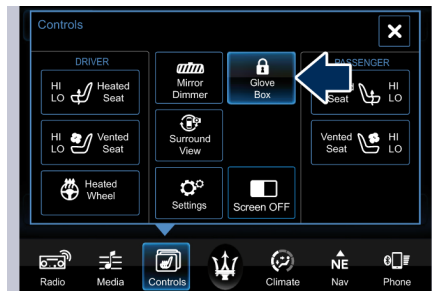 Controls
DRIVER
HI
LO
Heated
Seat
HI
LO
Vented
Seat
Heated
Wheel
Mirror
Dimmer
Glove
Box
Surround
View
Settings
Screen OFF
PASSENGER
Seat
HI
LO
Vented
Seat
HI
LO
Radio
Media
Controls
Climate
NE
Nav
Phone